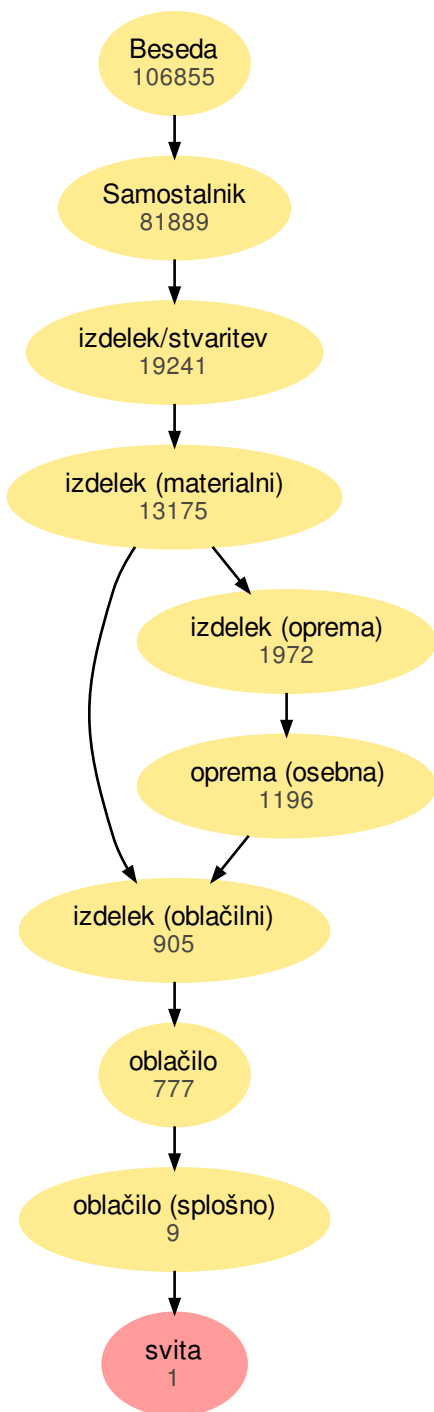 Beseda
106855
Samostalnik
81889
izdelek/stvaritev
19241
izdelek (materialni)
13175
izdelek (oprema)
1972
oprema (osebna)
1196
izdelek (oblačilni)
905
oblačilo
777
oblačilo (splošno)
9
svita
1